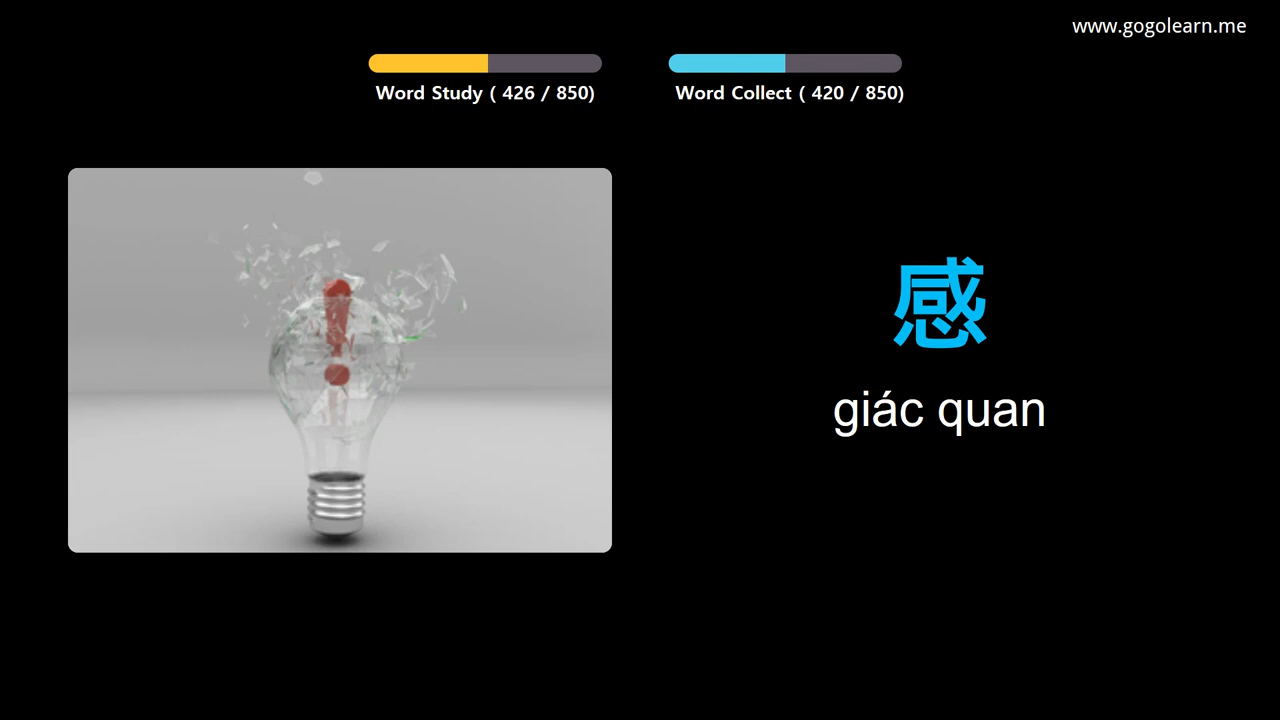 www.gogolearn.me
Word Study ( 426 / 850)
Word Collect ( 420 / 850)
感
giác quan